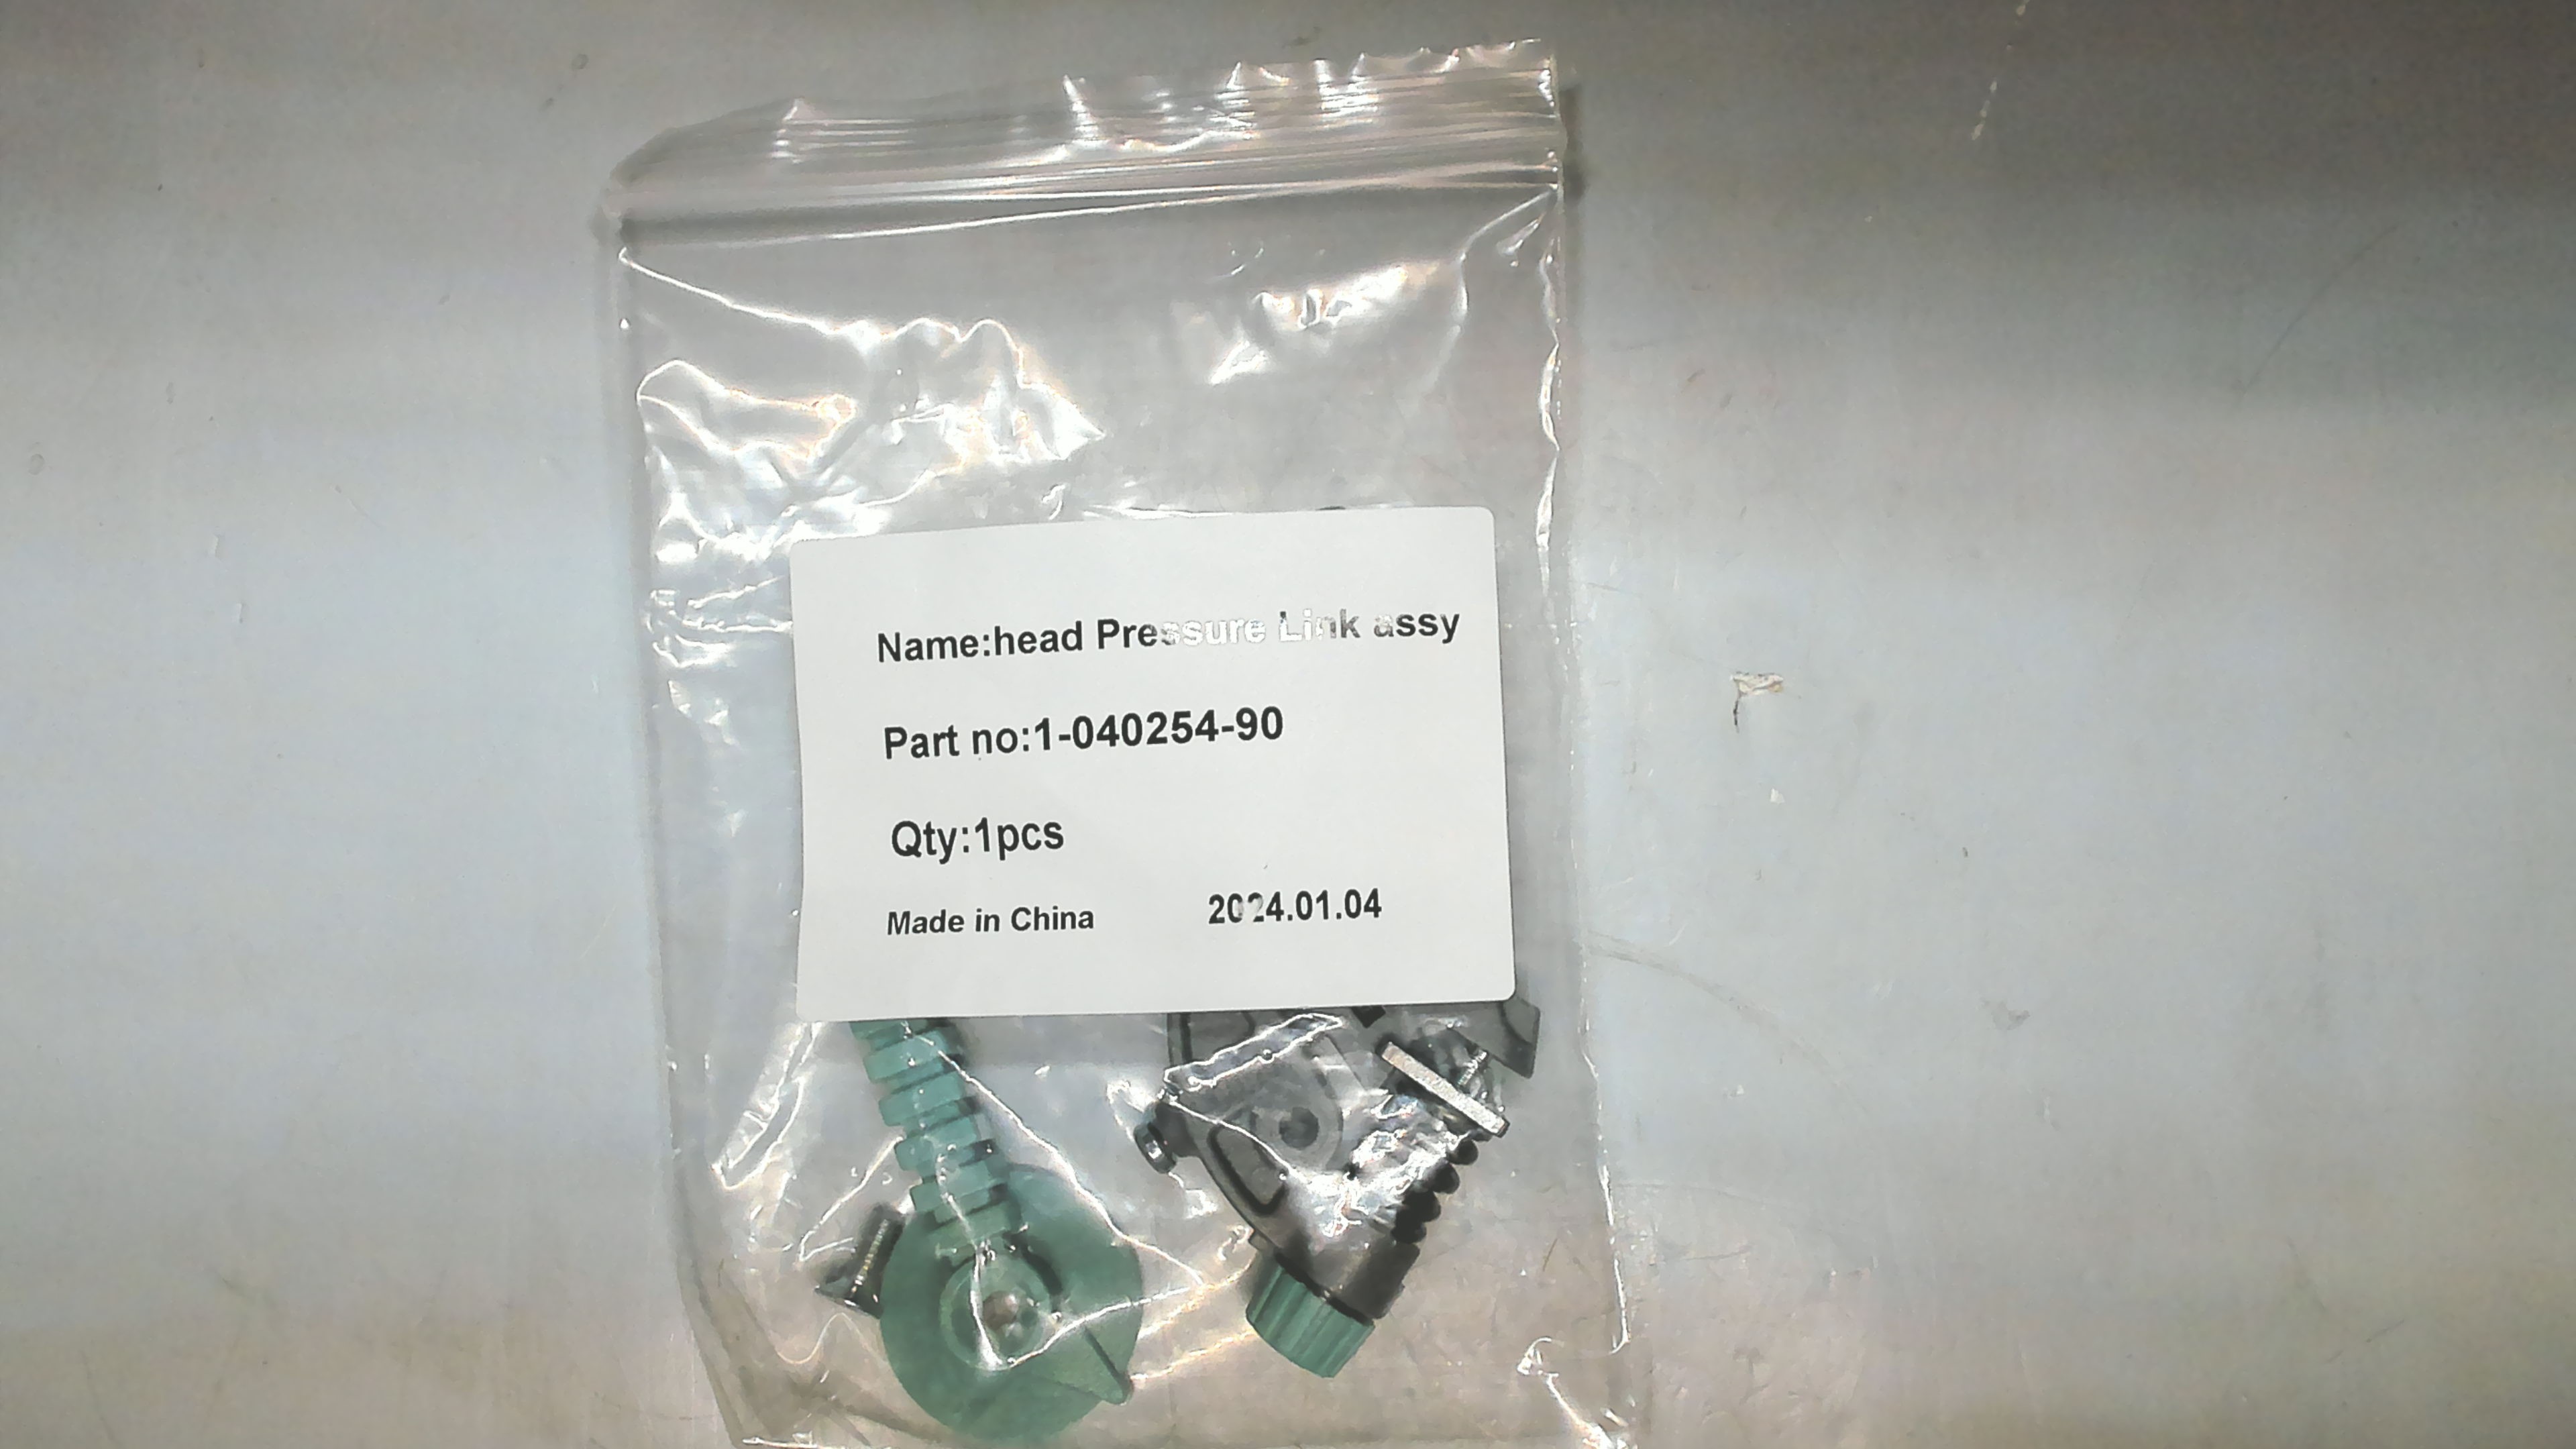 Name:head Pressure Link assy
Part no:1-040254-90
Qty:1pcs
Made in China 2024.01.04